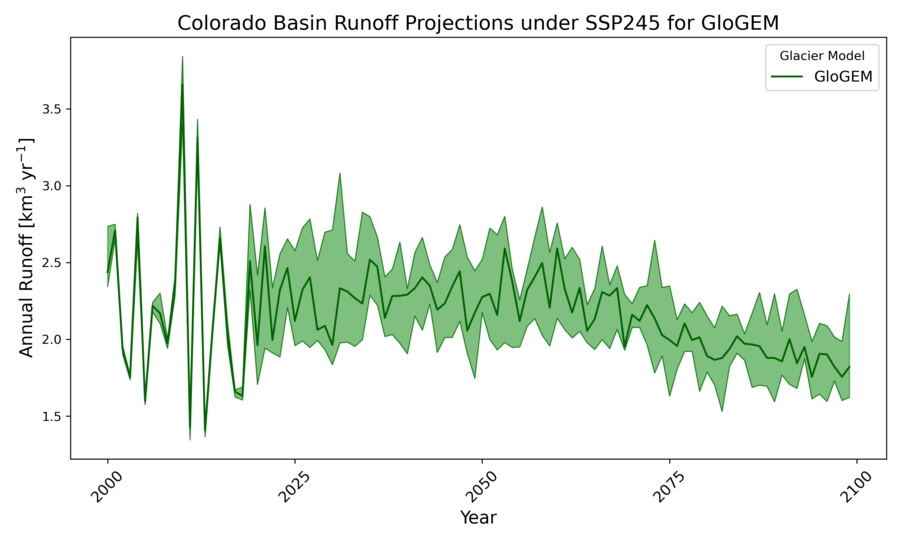 Colorado Basin Runoff Projections under SSP245 for GloGEM
Glacier Model
GloGEM
Annual Runoff [km³ yr⁻¹]
3.5
3.0
2.5
2.0
1.5
2000
2025
2050
2075
2100
Year